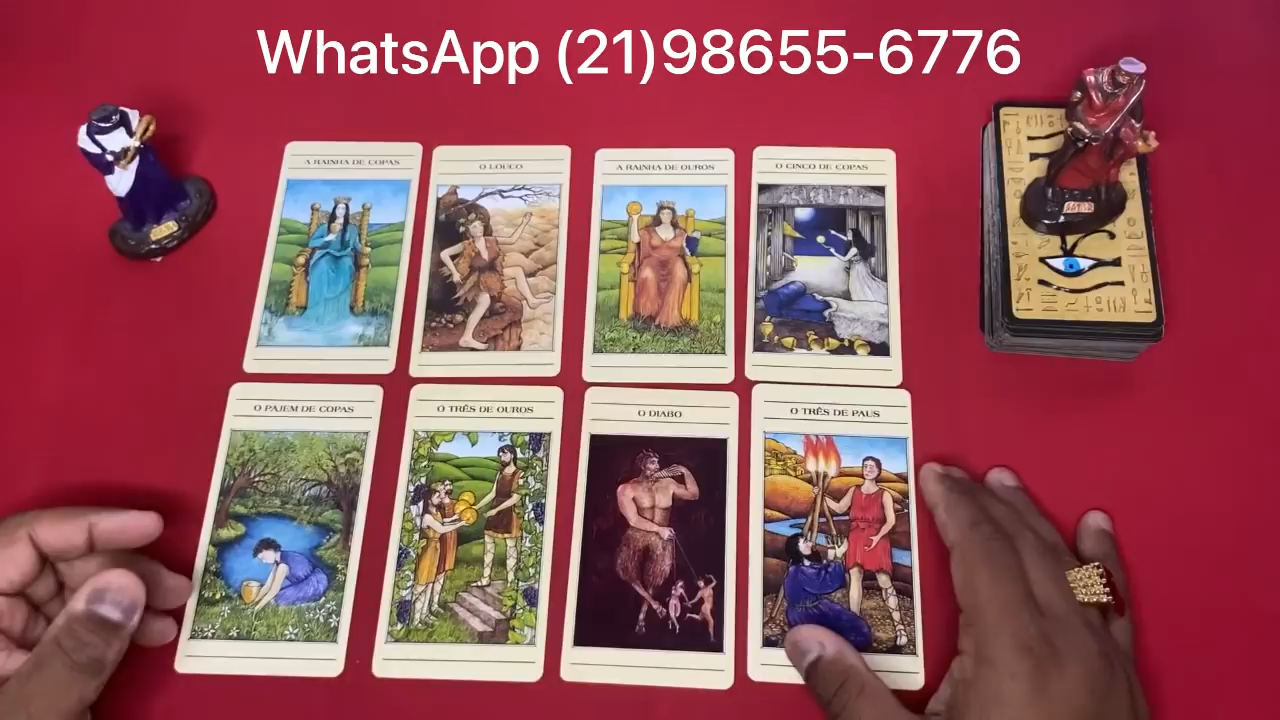 WhatsApp (21)98655-6776
A RAINHA DE COPAS
O LOUCO
A RAINHA DE OUROS
O CINCO DE COPAS
O PAJEM DE COPAS
O TRÊS DE OUROS
O DIABO
O TRÊS DE PAUS